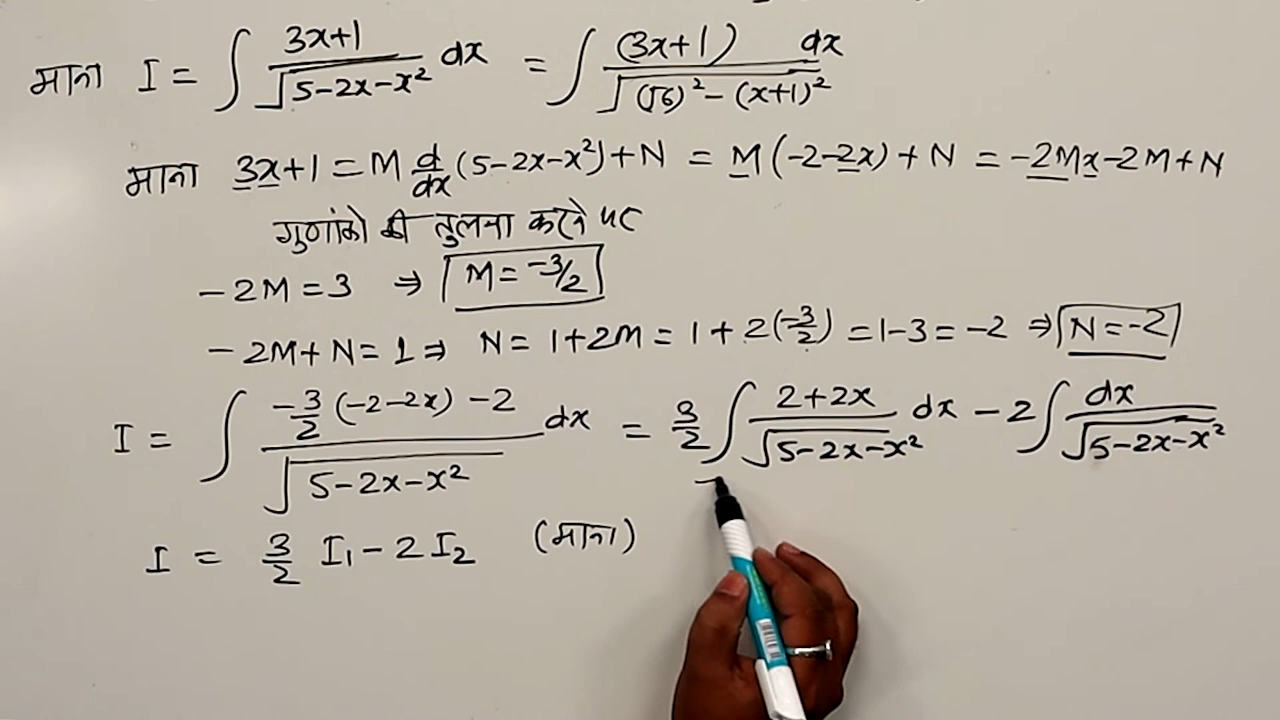 माना I = ∫ (3x+1)/√(5-2x-x²) dx = ∫ (3x+1) dx/√((√6)² - (x+1)²)
माना 3x+1 = M d/dx (5-2x-x²) + N = M(-2-2x) + N = -2Mx-2M+N
गुणांको की तुलना करने पर
-2M = 3 ⇒ M = -3/2
-2M+N = 1 ⇒ N = 1+2M = 1+2(-3/2) = 1-3 = -2 ⇒ N = -2
I = ∫ (-3/2 (-2-2x) - 2)/√(5-2x-x²) dx = 3/2 ∫ (2+2x)/√(5-2x-x²) dx - 2 ∫ dx/√(5-2x-x²)
I = 3/2 I₁ - 2 I₂ (माना)